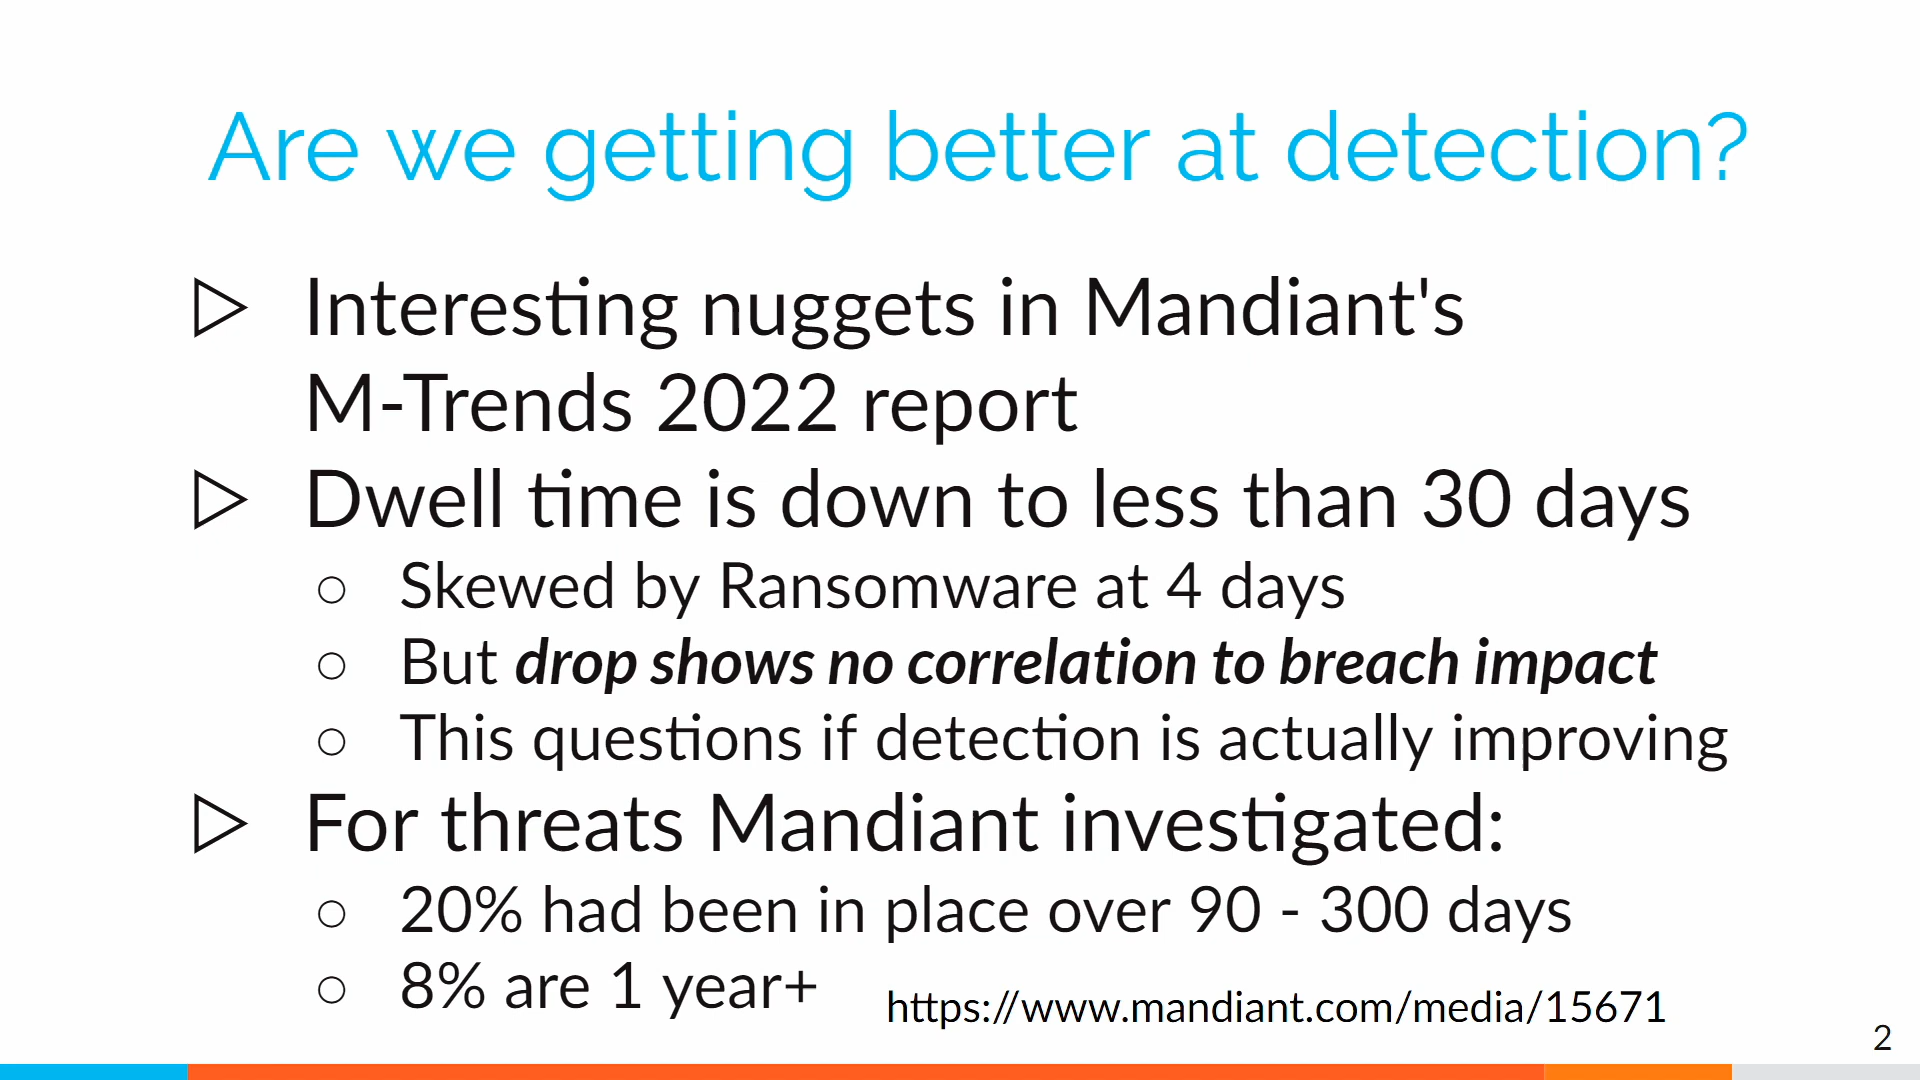 Are we getting better at detection?
Interesting nuggets in Mandiant's
M-Trends 2022 report
Dwell time is down to less than 30 days
Skewed by Ransomware at 4 days
But drop shows no correlation to breach impact
This questions if detection is actually improving
For threats Mandiant investigated:
20% had been in place over 90 - 300 days
8% are 1 year+
https://www.mandiant.com/media/15671
2